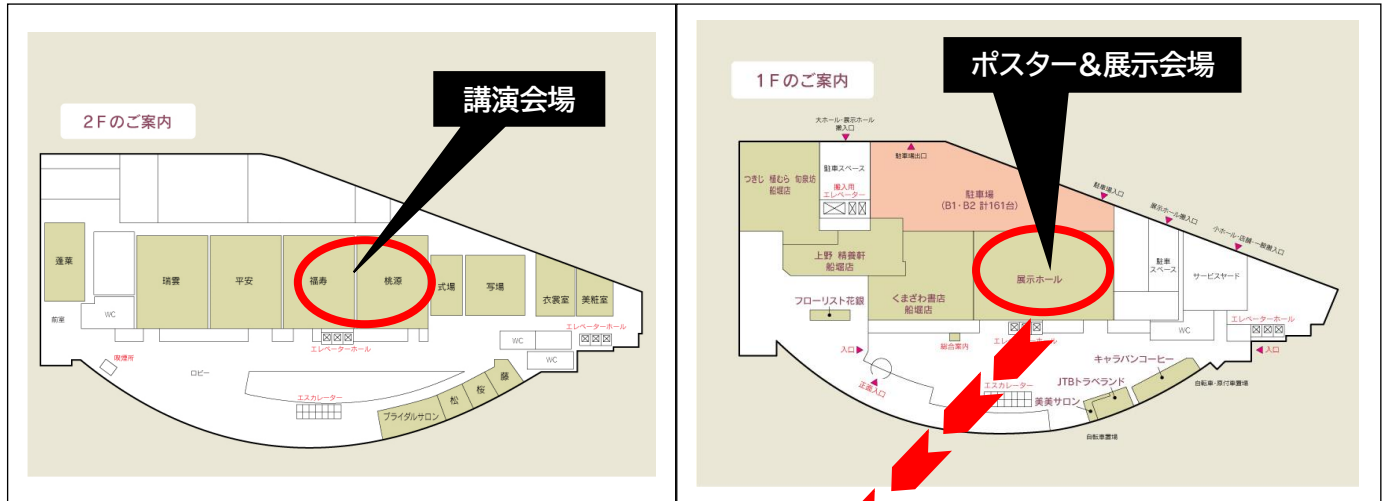 講演会場
2Fのご案内
蓬莱
瑞雲
平安
福寿
桃源
式場
写場
衣裳室
美粧室
前室
WC
エレベーターホール
エレベーターホール
WC
WC
喫煙所
ロビー
エスカレーター
ブライダルサロン
松
桜
藤
ポスター&展示会場
1Fのご案内
大ホール・展示ホール
搬入口
駐車場出口
つきじ 植むら 旬泉坊
船堀店
駐車スペース
搬入用
エレベーター
駐車場
(B1・B2 計161台)
駐車場入口
展示ホール搬入口
小ホール・店舗・一般搬入口
上野 精養軒
船堀店
展示ホール
駐車
スペース
サービスヤード
フローリスト花銀
くまざわ書店
船堀店
WC
エレベーターホール
入口
総合案内
エレベーターホール
入口
正面入口
エスカレーター
キャラバンコーヒー
JTBトラベランド
美美サロン
自転車・原付車置場
自転車置場